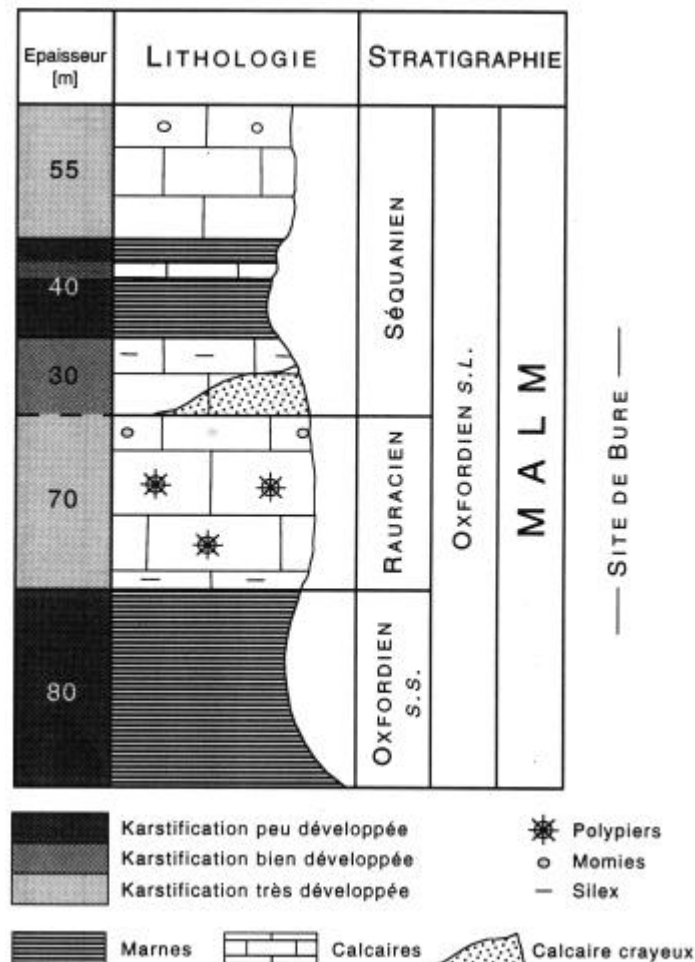 Epaisseur
[m]
LITHOLOGIE
STRATIGRAPHIE
55
40
30
70
80
SÉQUANIEN
RAURACIEN
OXFORDIEN
S.S.
OXFORDIEN S.L.
MALM
SITE DE BURE
Karstification peu développée
Karstification bien développée
Karstification très développée
Polypiers
Momies
Silex
Marnes
Calcaires
Calcaire crayeux